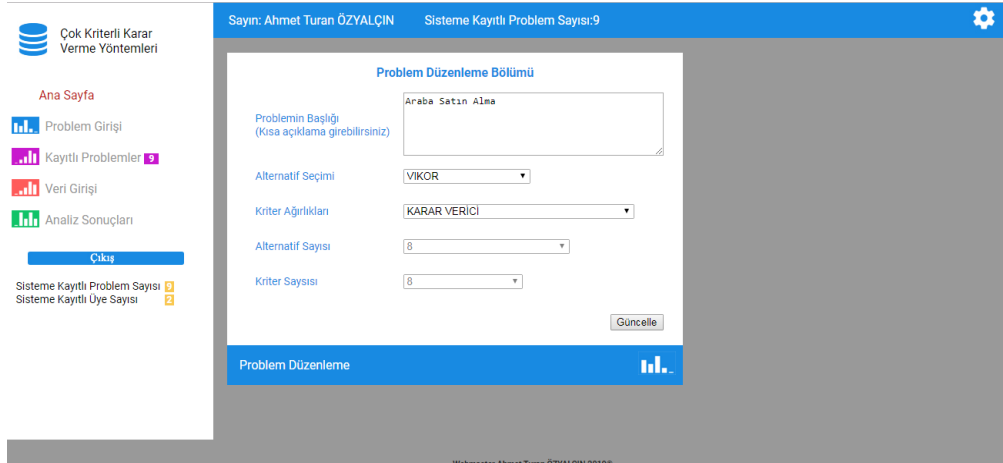 Çok Kriterli Karar
Verme Yöntemleri
Ana Sayfa
Problem Girişi
Kayıtlı Problemler 9
Veri Girişi
Analiz Sonuçları
Çıkış
Sisteme Kayıtlı Problem Sayısı 9
Sisteme Kayıtlı Üye Sayısı 2
Sayın: Ahmet Turan ÖZYALÇIN Sisteme Kayıtlı Problem Sayısı:9
Problem Düzenleme Bölümü
Problemin Başlığı
(Kısa açıklama girebilirsiniz)
Araba Satın Alma
Alternatif Seçimi VIKOR
Kriter Ağırlıkları KARAR VERİCİ
Alternatif Sayısı 8
Kriter Saysısı 8
Güncelle
Problem Düzenleme